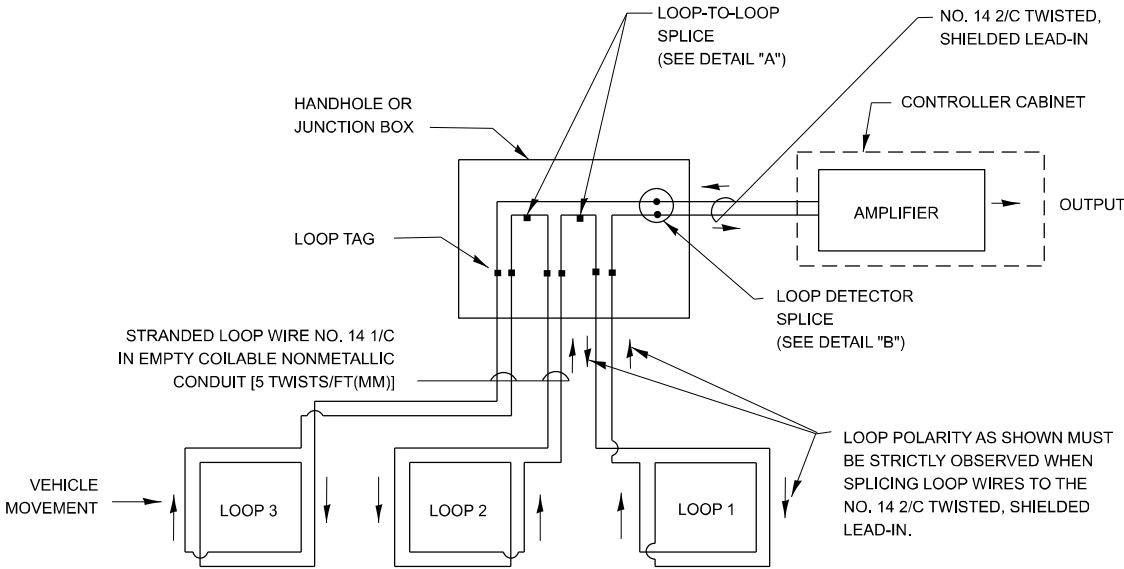 LOOP-TO-LOOP
SPLICE
(SEE DETAIL "A")
NO. 14 2/C TWISTED,
SHIELDED LEAD-IN
HANDHOLE OR
JUNCTION BOX
CONTROLLER CABINET
AMPLIFIER
OUTPUT
LOOP TAG
LOOP DETECTOR
SPLICE
(SEE DETAIL "B")
STRANDED LOOP WIRE NO. 14 1/C
IN EMPTY COILABLE NONMETALLIC
CONDUIT [5 TWISTS/FT(MM)]
LOOP POLARITY AS SHOWN MUST
BE STRICTLY OBSERVED WHEN
SPLICING LOOP WIRES TO THE
NO. 14 2/C TWISTED, SHIELDED
LEAD-IN.
VEHICLE
MOVEMENT
LOOP 3
LOOP 2
LOOP 1